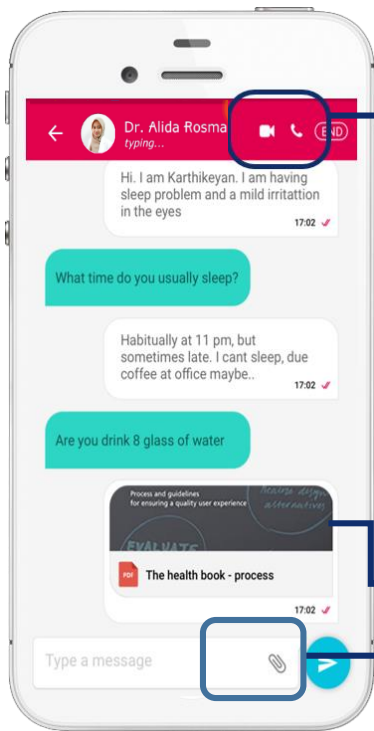 Dr. Alida Rosma
typing...
END
Hi. I am Karthikeyan. I am having
sleep problem and a mild irritattion
in the eyes
17:02
What time do you usually sleep?
Habitually at 11 pm, but
sometimes late. I cant sleep, due
coffee at office maybe..
17:02
Are you drink 8 glass of water
Process and guidelines
for ensuring a quality user experience
alternatives
EVALUATE
PDF
The health book - process
17:02
Type a message